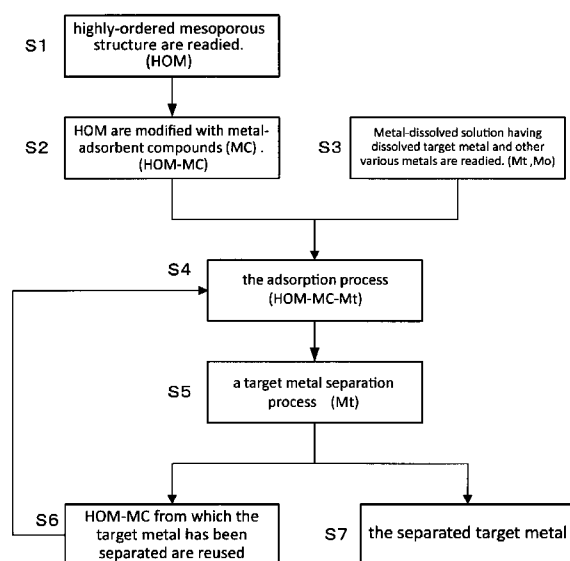 S1
highly-ordered mesoporous
structure are readied.
(HOM)
S2
HOM are modified with metal-
adsorbent compounds (MC) .
(HOM-MC)
S3
Metal-dissolved solution having
dissolved target metal and other
various metals are readied. (Mt ,Mo)
S4
the adsorption process
(HOM-MC-Mt)
S5
a target metal separation
process (Mt)
S6
HOM-MC from which the
target metal has been
separated are reused
S7
the separated target metal